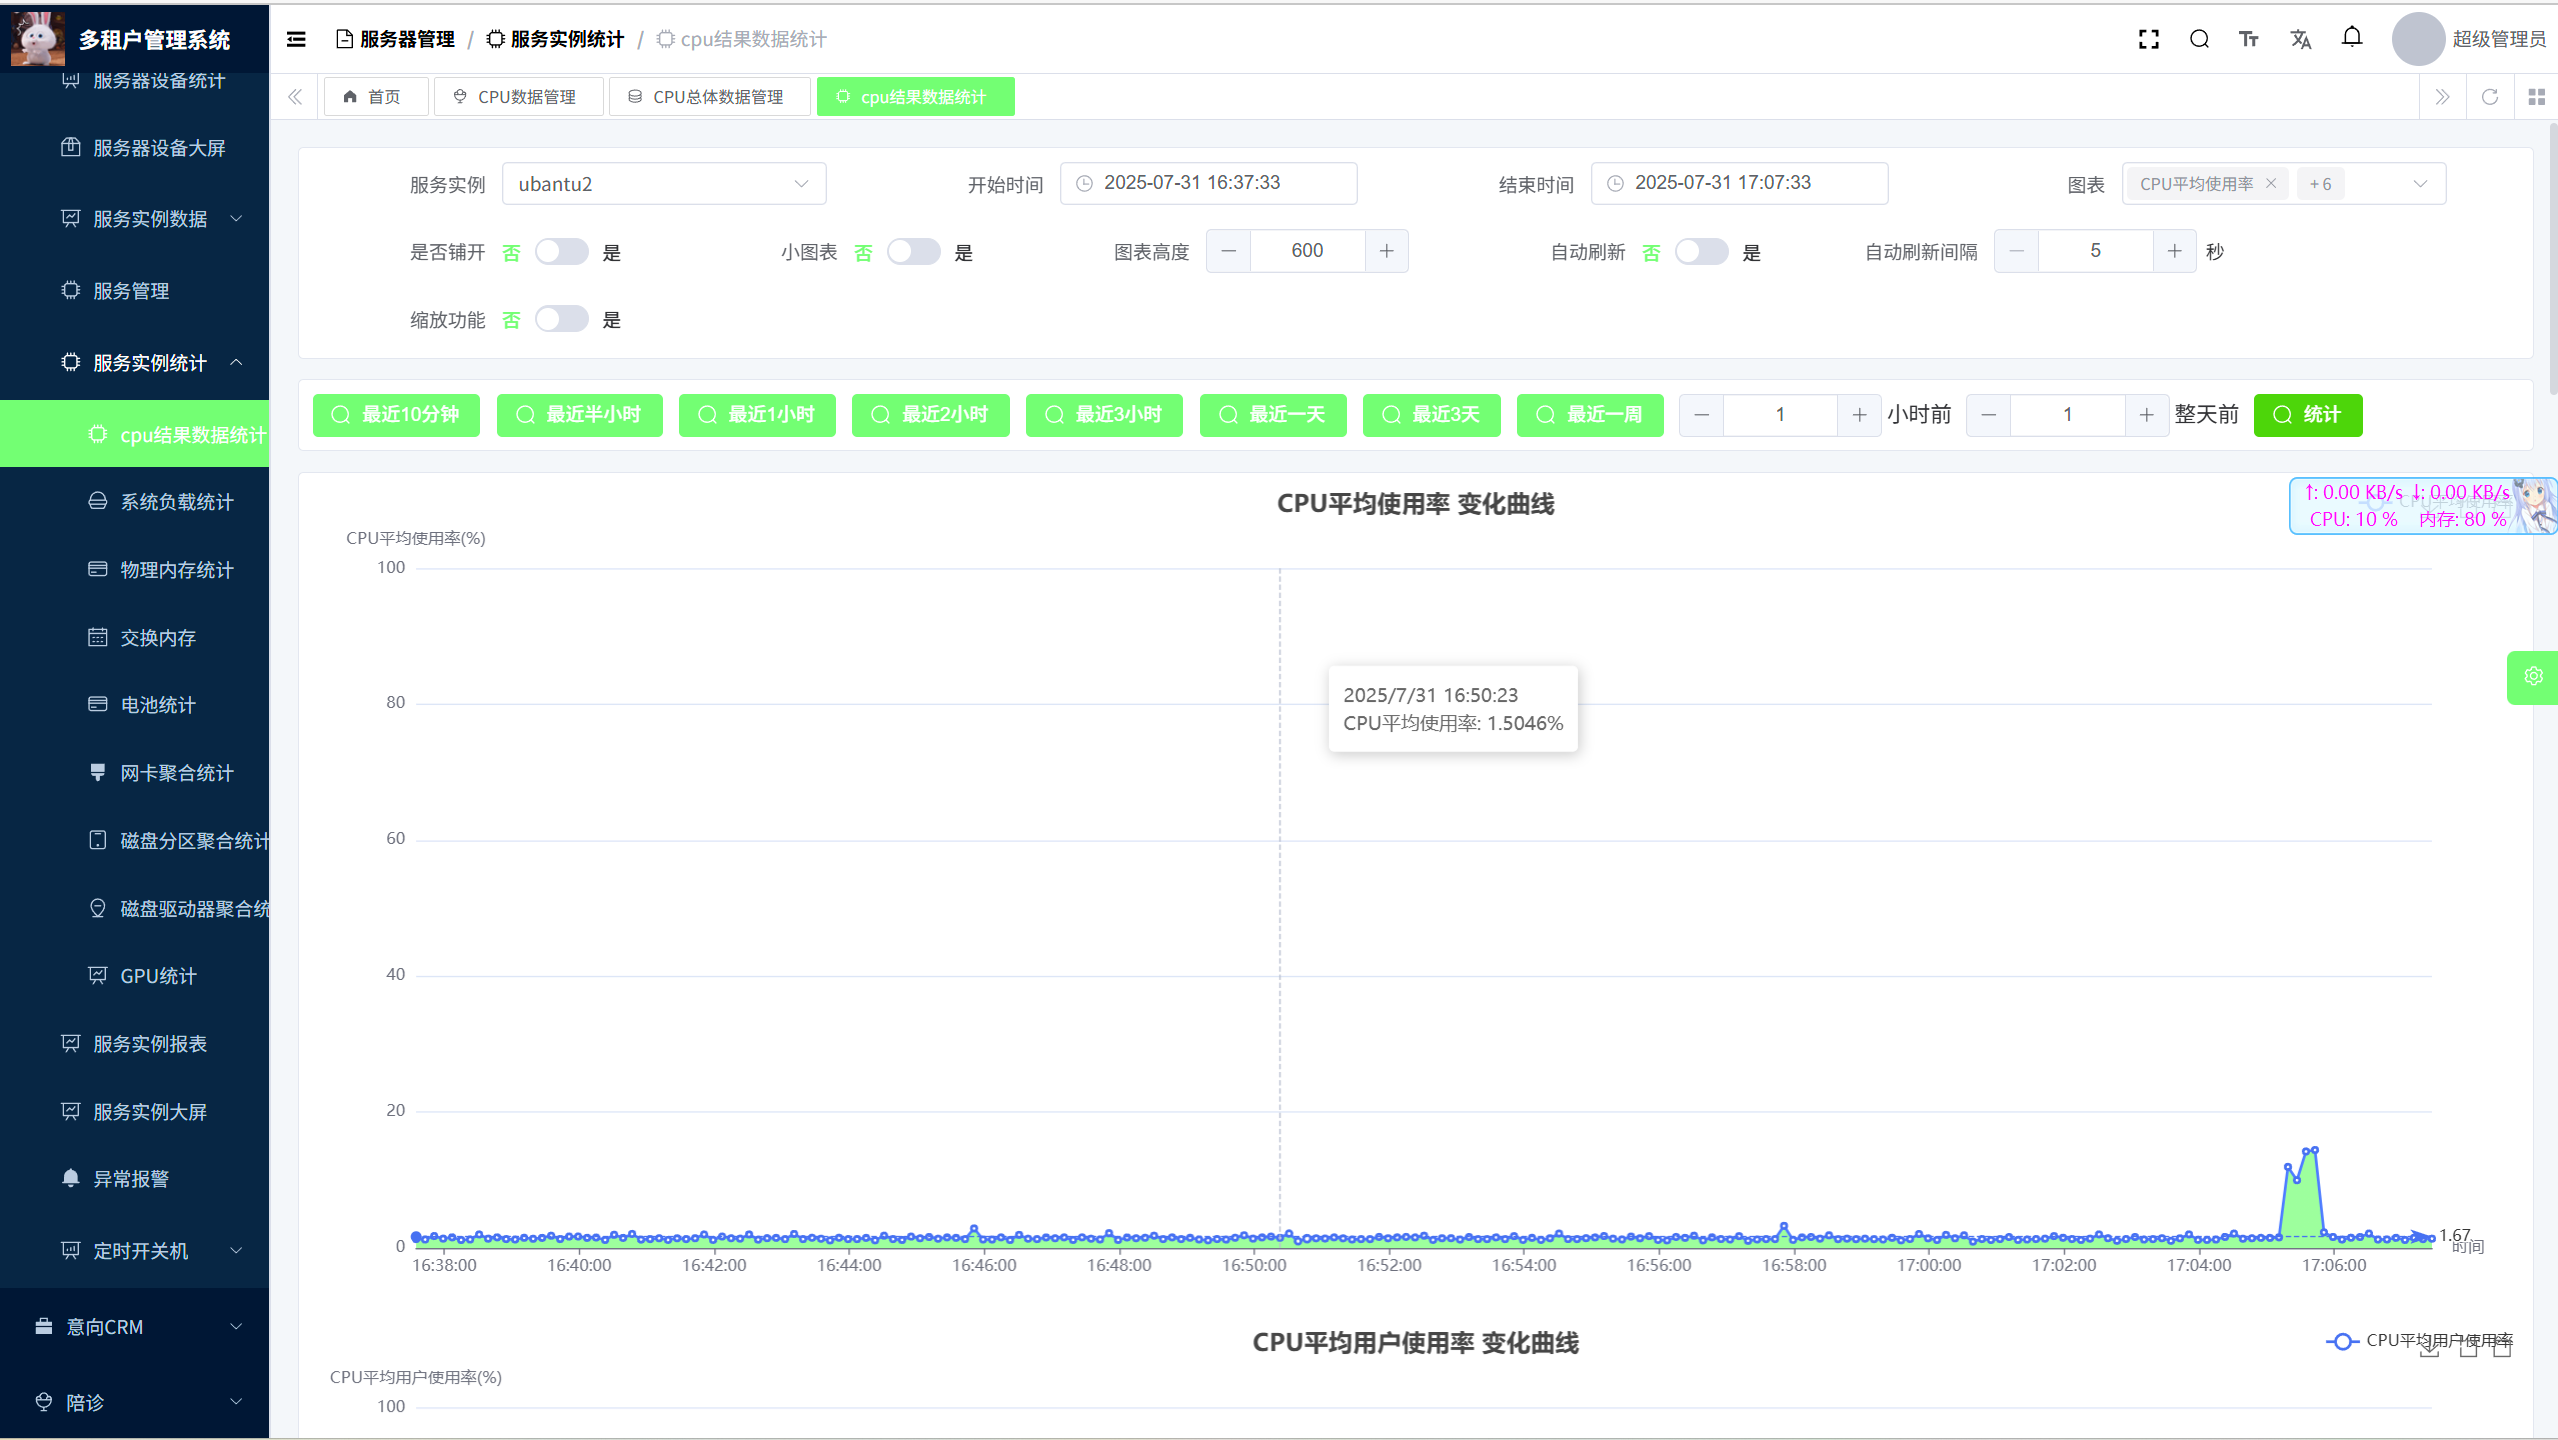 多租户管理系统
服务器管理 / 服务实例统计 / cpu结果数据统计
超级管理员
首页
CPU数据管理
CPU总体数据管理
cpu结果数据统计
服务器设备统计
服务器设备大屏
服务实例数据
服务管理
服务实例统计
cpu结果数据统计
系统负载统计
物理内存统计
交换内存
电池统计
网卡聚合统计
磁盘分区聚合统计
磁盘驱动器聚合统
GPU统计
服务实例报表
服务实例大屏
异常报警
定时开关机
意向CRM
陪诊
服务实例 ubantu2
开始时间 2025-07-31 16:37:33
结束时间 2025-07-31 17:07:33
图表 CPU平均使用率 + 6
是否铺开 否 是
小图表 否 是
图表高度 600
自动刷新 否 是
自动刷新间隔 5 秒
缩放功能 否 是
最近10分钟
最近半小时
最近1小时
最近2小时
最近3小时
最近一天
最近3天
最近一周
1 小时前
1 整天前
统计
CPU平均使用率 变化曲线
↑: 0.00 KB/s ↓: 0.00 KB/s
CPU: 10 % 内存: 80 %
CPU平均使用率
CPU平均使用率(%)
100
80
60
40
20
0
2025/7/31 16:50:23
CPU平均使用率: 1.5046%
1.67
时间
16:38:00 16:40:00 16:42:00 16:44:00 16:46:00 16:48:00 16:50:00 16:52:00 16:54:00 16:56:00 16:58:00 17:00:00 17:02:00 17:04:00 17:06:00
CPU平均用户使用率 变化曲线
CPU平均用户使用率
CPU平均用户使用率(%)
100